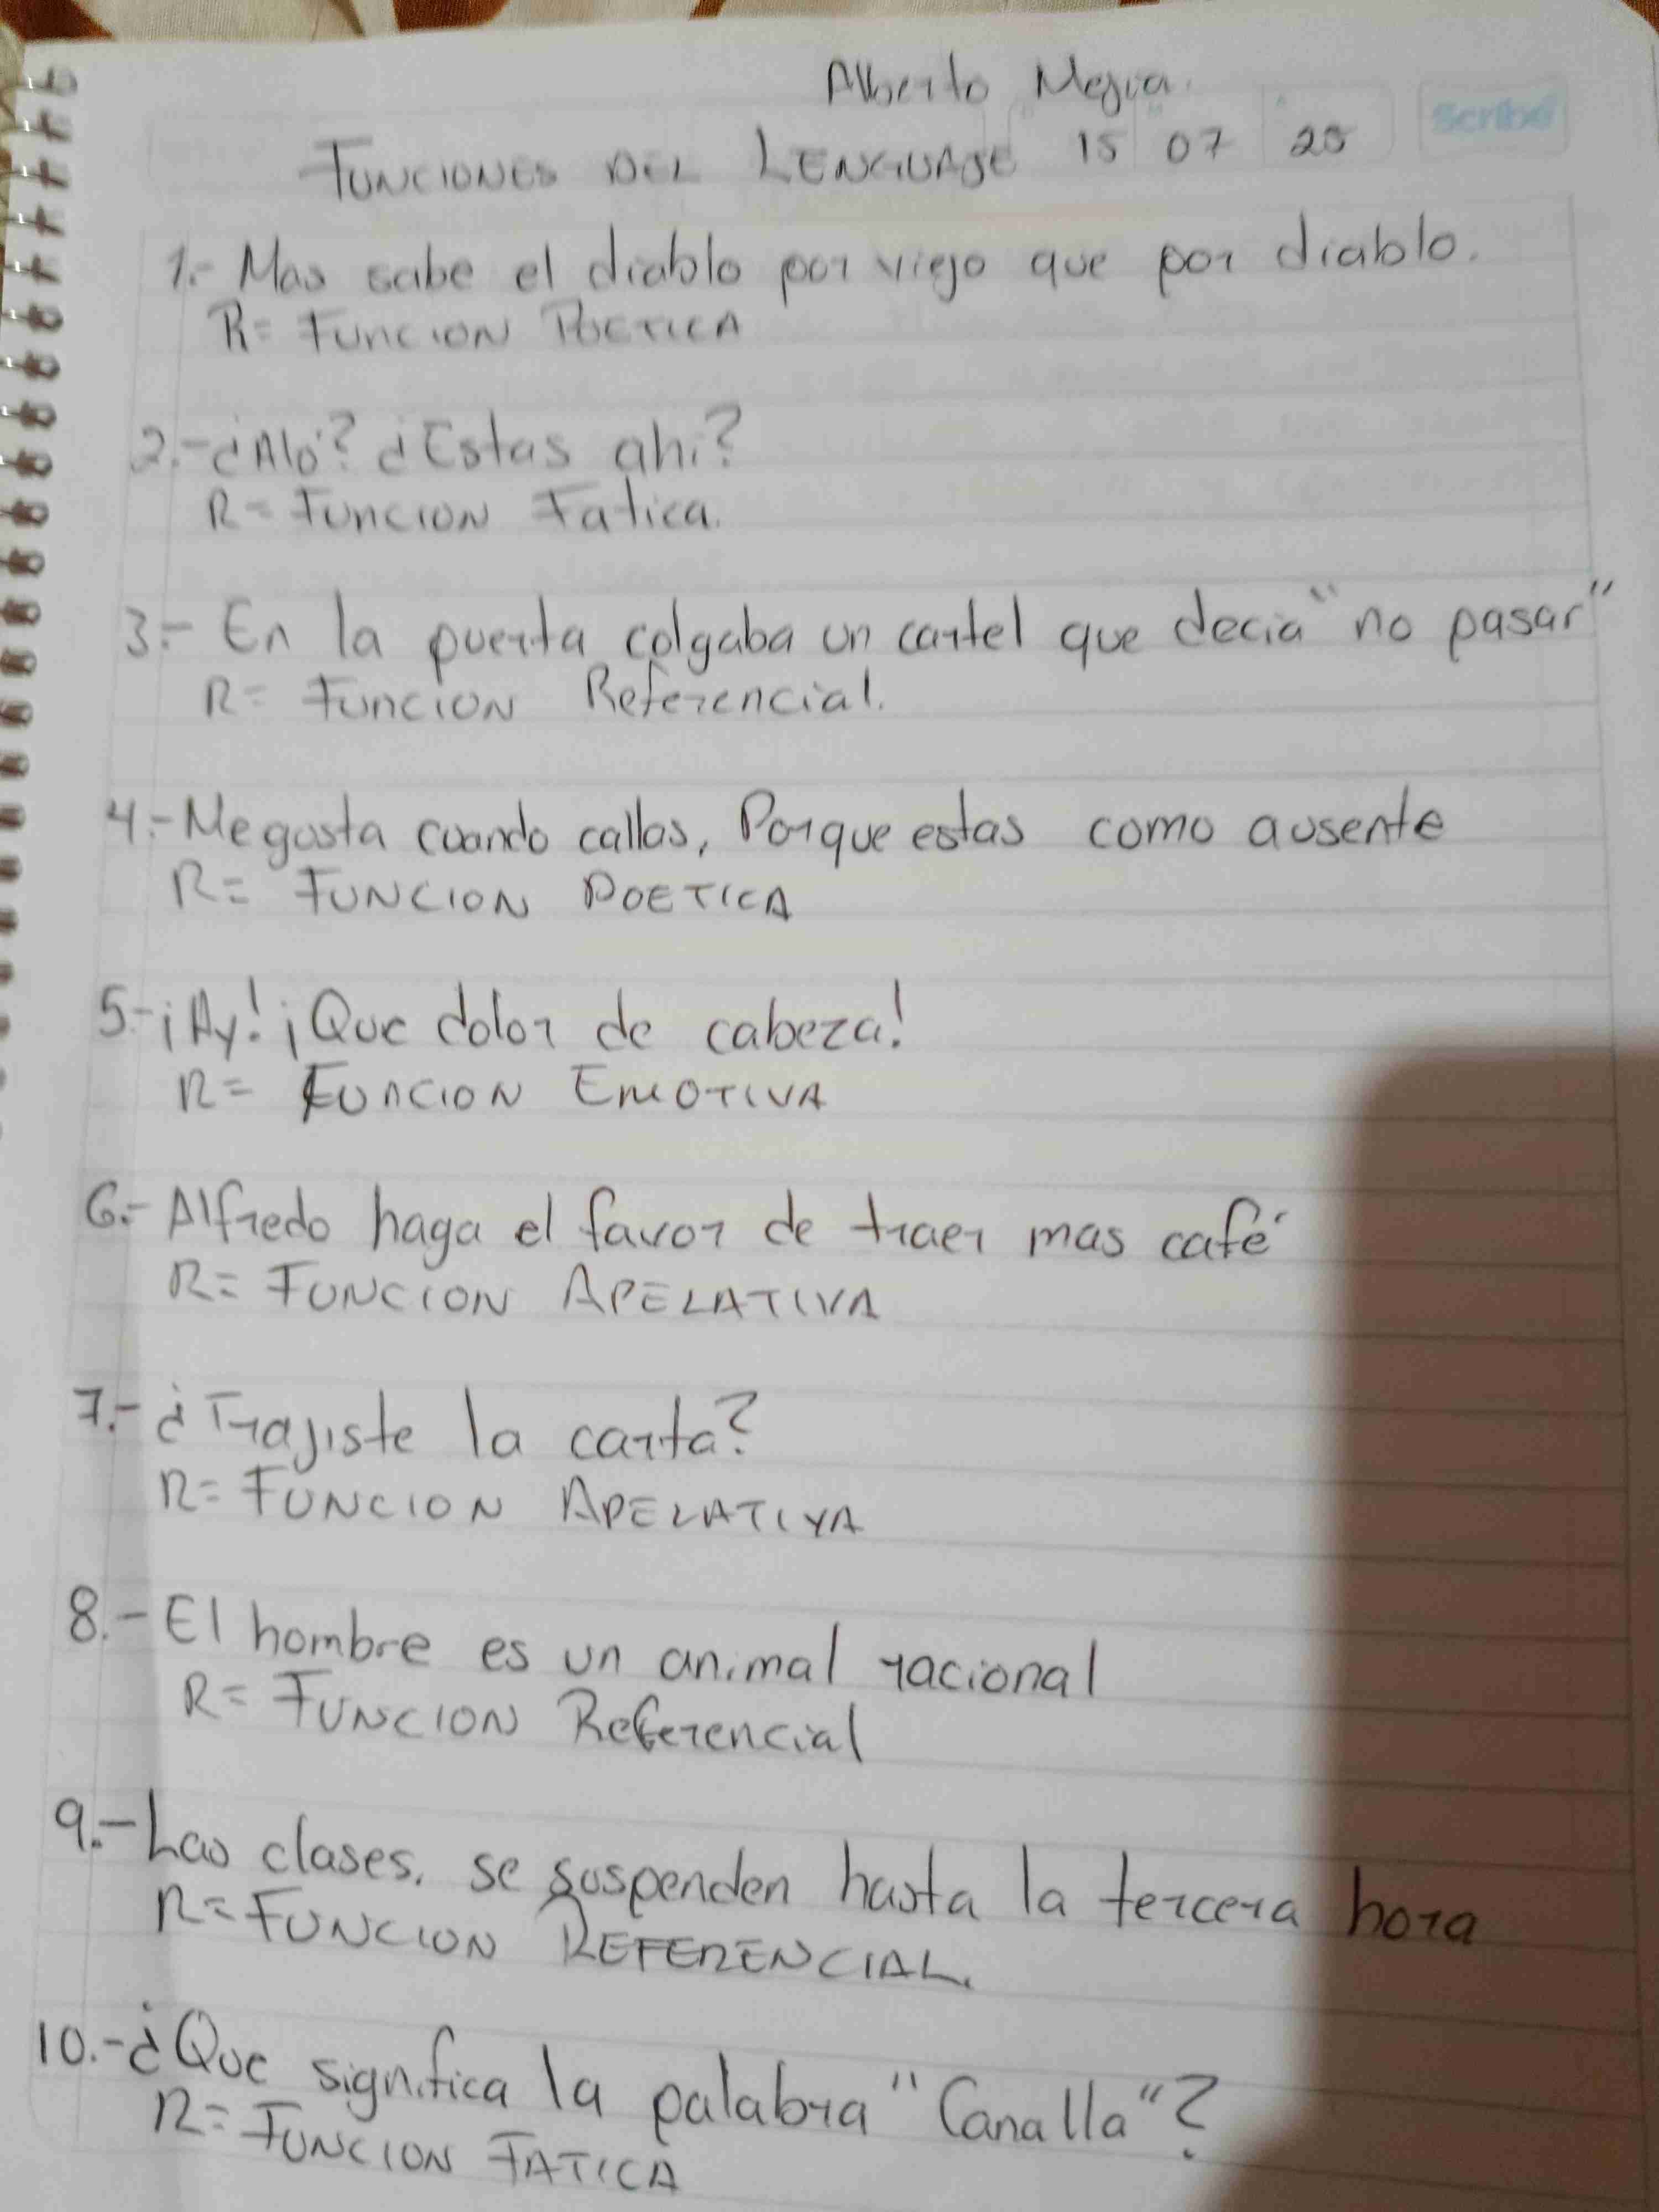 Alberto Mejia.
Scribe
FUNCIONES DEL LENGUAJE 15 07 25
1.- Mas sabe el diablo por viejo que por diablo.
R= FUNCION POETICA
2.- ¿Aló? ¿Estas ahi?
R= FUNCION Fatica.
3.- En la puerta colgaba un cartel que decia "no pasar"
R= FUNCION Referencial.
4.- Me gusta cuando callas, Porque estas como ausente
R= FUNCION POETICA
5.- ¡Ay! ¡Que dolor de cabeza!
R= FUNCION EMOTIVA
6.- Alfredo haga el favor de traer mas café
R= FUNCION APELATIVA
7.- ¿Trajiste la carta?
R= FUNCION APELATIVA
8.- El hombre es un animal racional
R= FUNCION Referencial
9.- Las clases, se suspenden hasta la tercera hora
R= FUNCION REFERENCIAL.
10.- ¿Que significa la palabra "Canalla"?
R= FUNCION FATICA